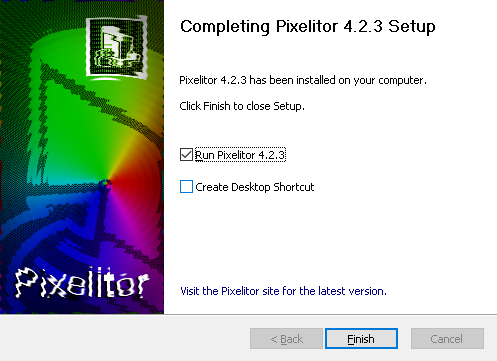 Completing Pixelitor 4.2.3 Setup
Pixelitor 4.2.3 has been installed on your computer.
Click Finish to close Setup.
Run Pixelitor 4.2.3
Create Desktop Shortcut
Pixelitor
Visit the Pixelitor site for the latest version.
< Back
Finish
Cancel